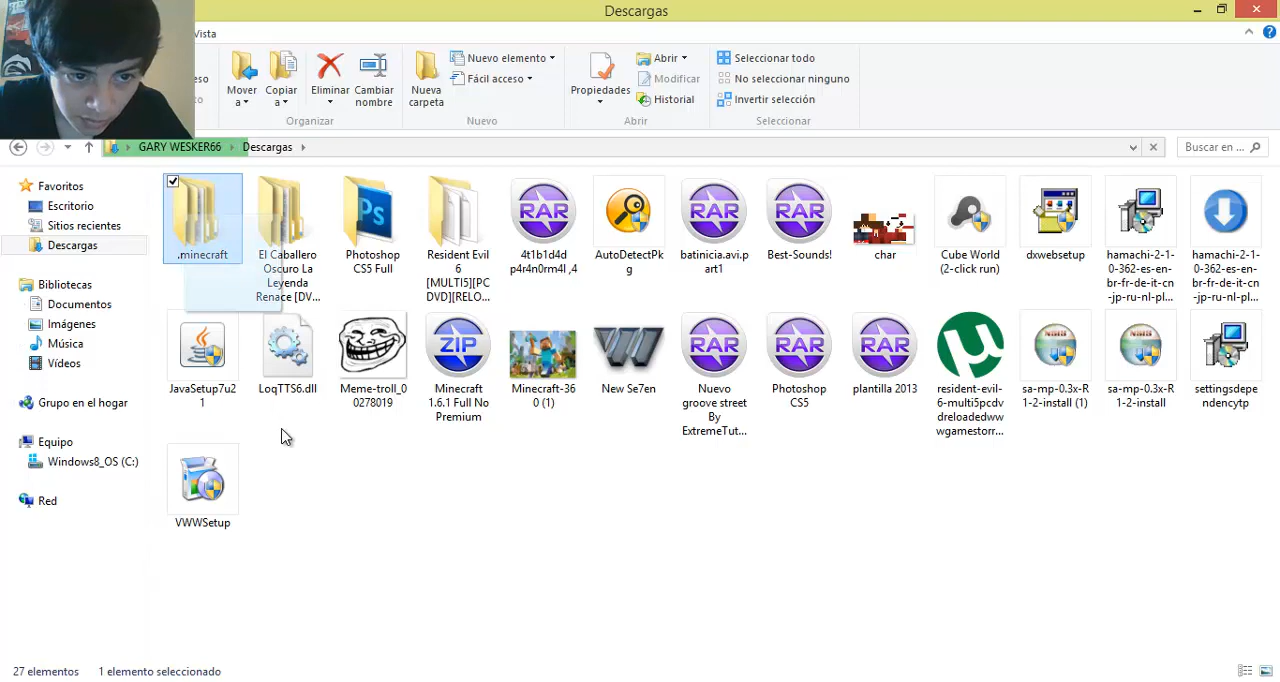 Descargas
Vista
Mover
a
Copiar
a
Eliminar
Cambiar
nombre
Organizar
Nueva
carpeta
Nuevo elemento
Fácil acceso
Nuevo
Propiedades
Abrir
Modificar
Historial
Abrir
Seleccionar todo
No seleccionar ninguno
Invertir selección
Seleccionar
GARY WESKER66
Descargas
Buscar en ...
Favoritos
Escritorio
Sitios recientes
Descargas
Bibliotecas
Documentos
Imágenes
Música
Vídeos
Grupo en el hogar
Equipo
Windows8_OS (C:)
Red
.minecraft
El Caballero
Oscuro La
Leyenda
Renace [DV...
Ps
Photoshop
CS5 Full
Resident Evil
6
[MULTI5][PC
DVD][RELO...
RAR
4t1b1d4d
p4r4n0rm4l ,4
AutoDetectPk
g
RAR
batinicia.avi.p
art1
RAR
Best-Sounds!
char
Cube World
(2-click run)
dxwebsetup
hamachi-2-1-
0-362-es-en-
br-fr-de-it-cn
-jp-ru-nl-pl...
hamachi-2-1-
0-362-es-en-
br-fr-de-it-cn
-jp-ru-nl-pl...
JavaSetup7u2
1
LoqTTS6.dll
Meme-troll_0
0278019
ZIP
Minecraft
1.6.1 Full No
Premium
Minecraft-36
0 (1)
New Se7en
RAR
Nuevo
groove street
By
ExtremeTut...
RAR
Photoshop
CS5
RAR
plantilla 2013
resident-evil-
6-multi5pcdv
dreloadedww
wgamestorr...
sa-mp-0.3x-R
1-2-install (1)
sa-mp-0.3x-R
1-2-install
settingsdepe
ndencytp
VWWSetup
27 elementos
1 elemento seleccionado